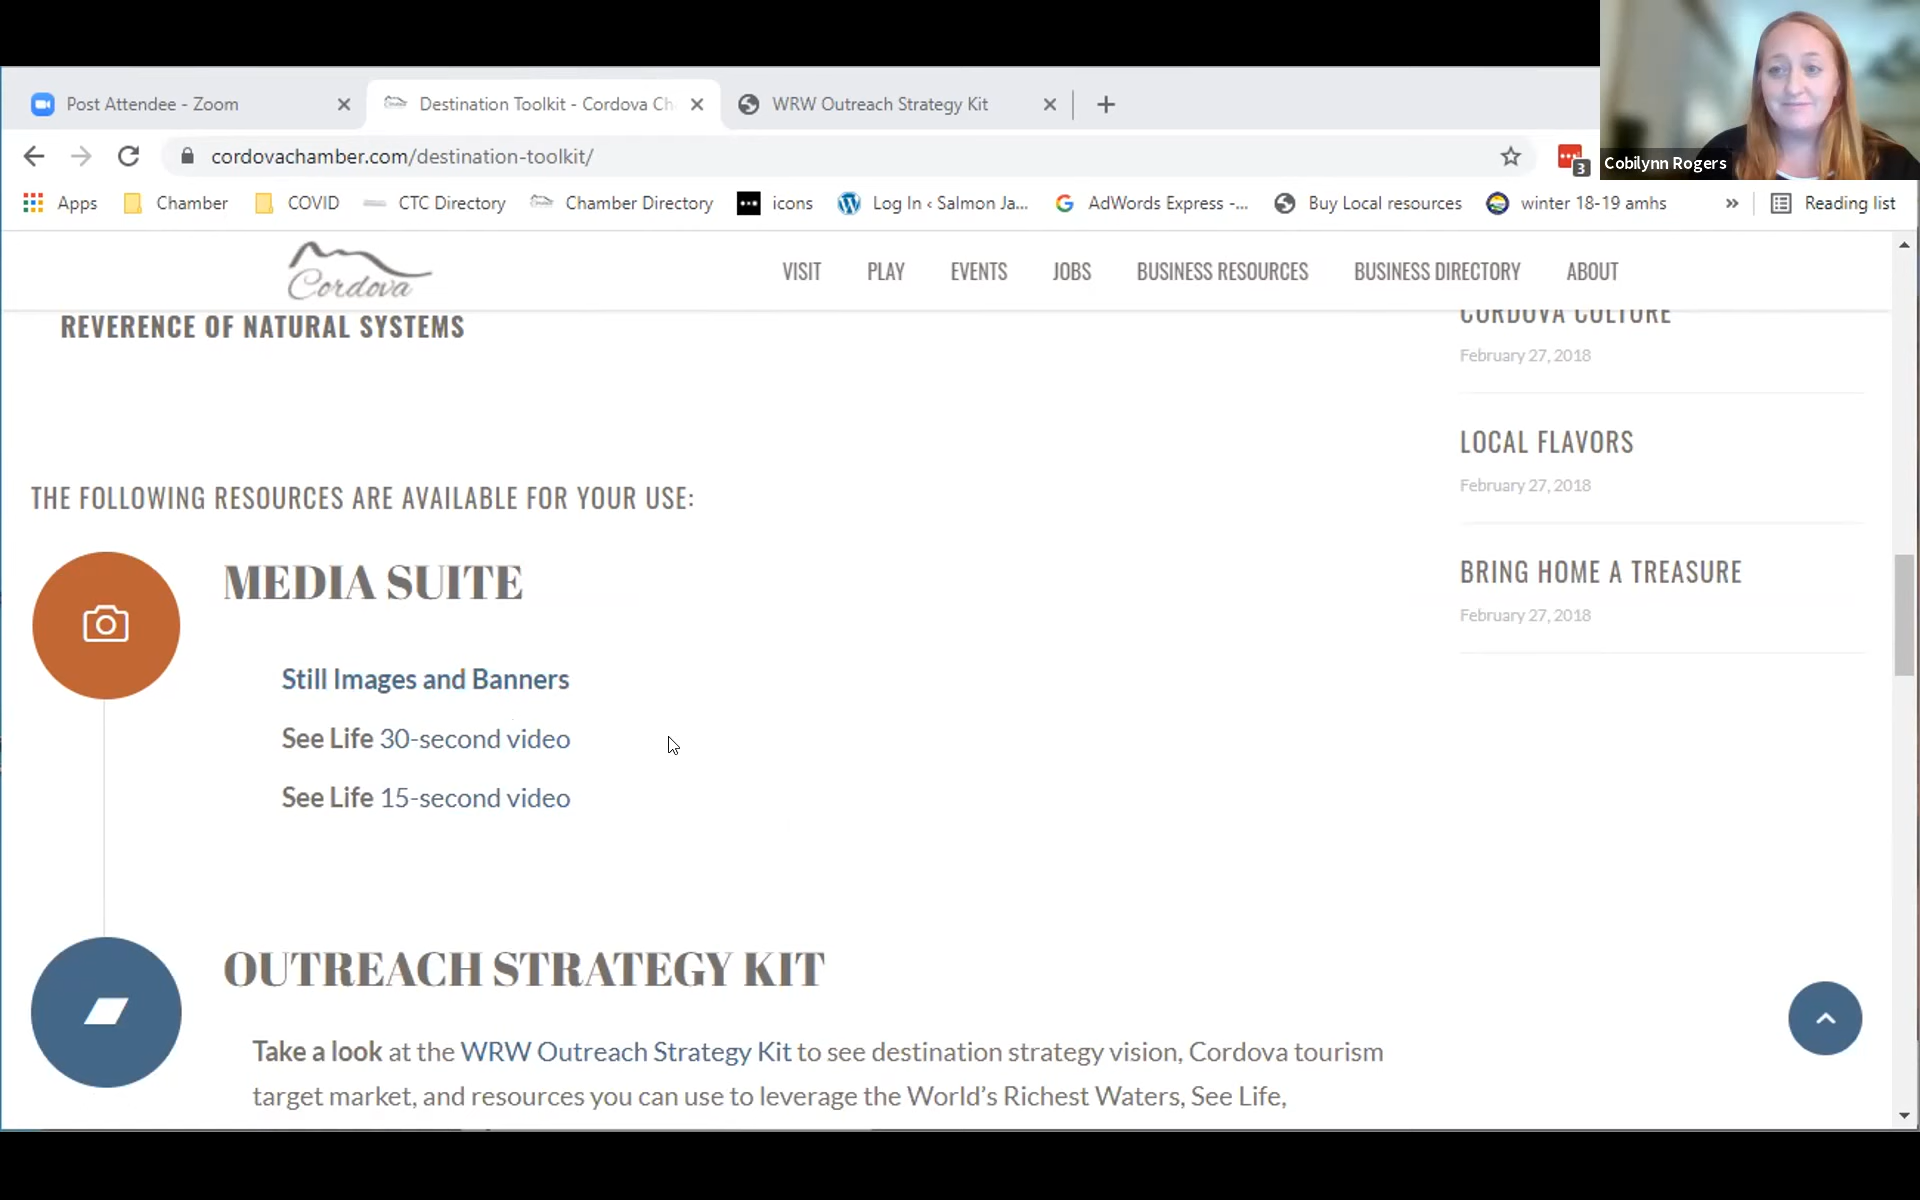 Post Attendee - Zoom
Destination Toolkit - Cordova Ch
WRW Outreach Strategy Kit
Cobilynn Rogers
cordovachamber.com/destination-toolkit/
3
Apps
Chamber
COVID
CTC Directory
Chamber Directory
icons
Log In ‹ Salmon Ja...
AdWords Express -...
Buy Local resources
winter 18-19 amhs
»
Reading list
Cordova
VISIT
PLAY
EVENTS
JOBS
BUSINESS RESOURCES
BUSINESS DIRECTORY
ABOUT
REVERENCE OF NATURAL SYSTEMS
CORDOVA CULTURE
February 27, 2018
LOCAL FLAVORS
February 27, 2018
BRING HOME A TREASURE
February 27, 2018
THE FOLLOWING RESOURCES ARE AVAILABLE FOR YOUR USE:
MEDIA SUITE
Still Images and Banners
See Life 30-second video
See Life 15-second video
OUTREACH STRATEGY KIT
Take a look at the WRW Outreach Strategy Kit to see destination strategy vision, Cordova tourism
target market, and resources you can use to leverage the World's Richest Waters, See Life,